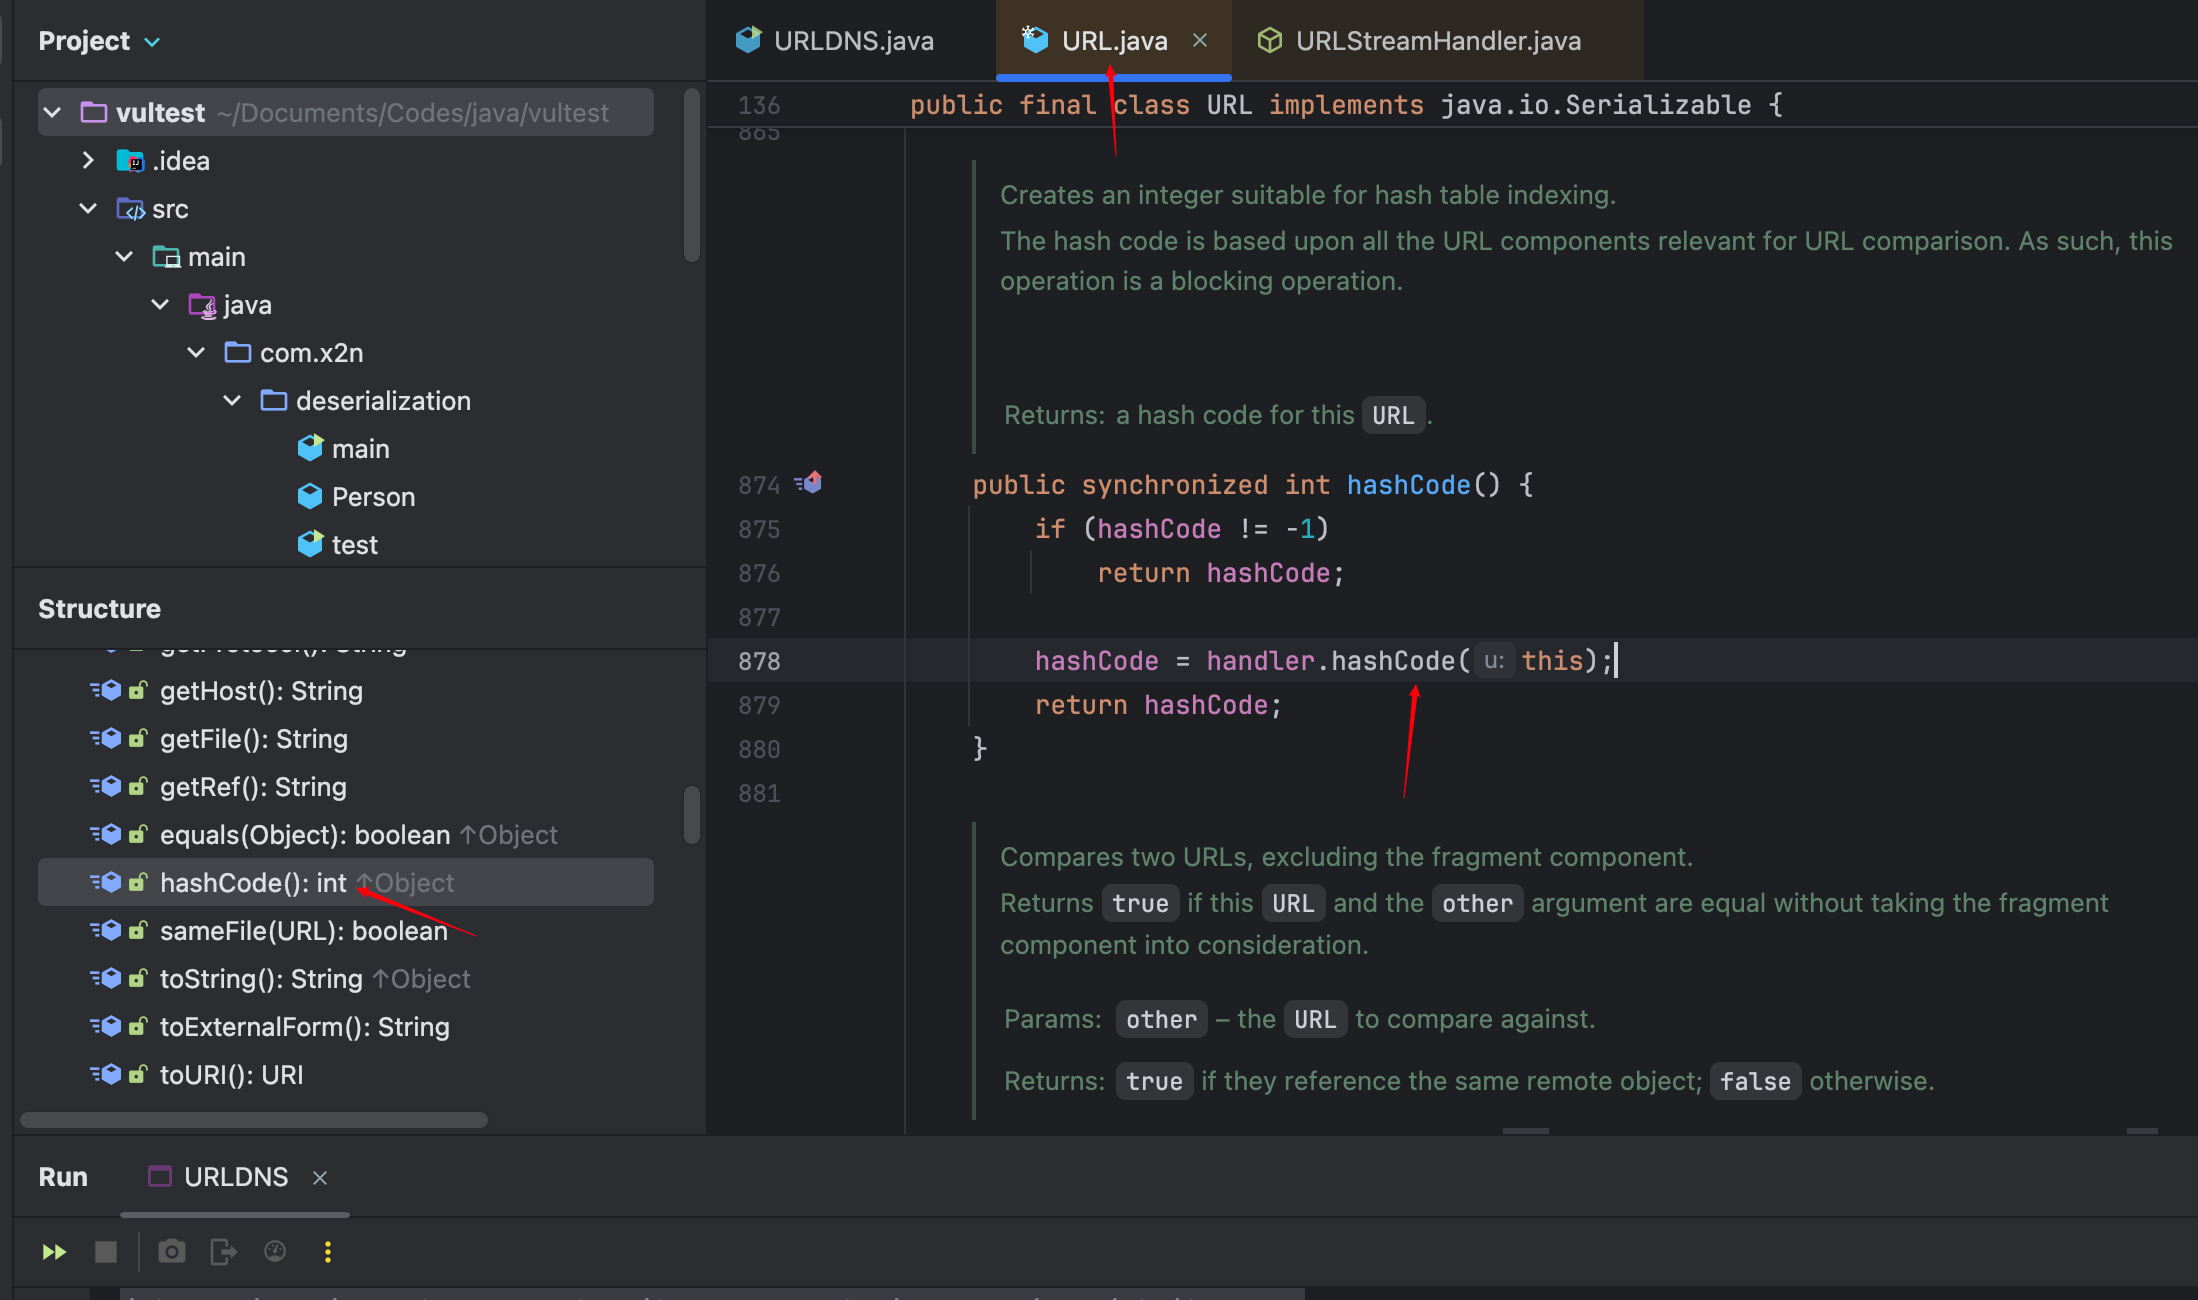 Project
vultest ~/Documents/Codes/java/vultest
.idea
src
main
java
com.x2n
deserialization
main
Person
test
Structure
getHost(): String
getFile(): String
getRef(): String
equals(Object): boolean ↑Object
hashCode(): int ↑Object
sameFile(URL): boolean
toString(): String ↑Object
toExternalForm(): String
toURI(): URI
URLDNS.java
URL.java
URLStreamHandler.java
136 public final class URL implements java.io.Serializable {
865
Creates an integer suitable for hash table indexing.
The hash code is based upon all the URL components relevant for URL comparison. As such, this
operation is a blocking operation.
Returns: a hash code for this URL.
874 public synchronized int hashCode() {
875 if (hashCode != -1)
876 return hashCode;
877
878 hashCode = handler.hashCode( u: this);
879 return hashCode;
880 }
881
Compares two URLs, excluding the fragment component.
Returns true if this URL and the other argument are equal without taking the fragment
component into consideration.
Params: other – the URL to compare against.
Returns: true if they reference the same remote object; false otherwise.
Run
URLDNS